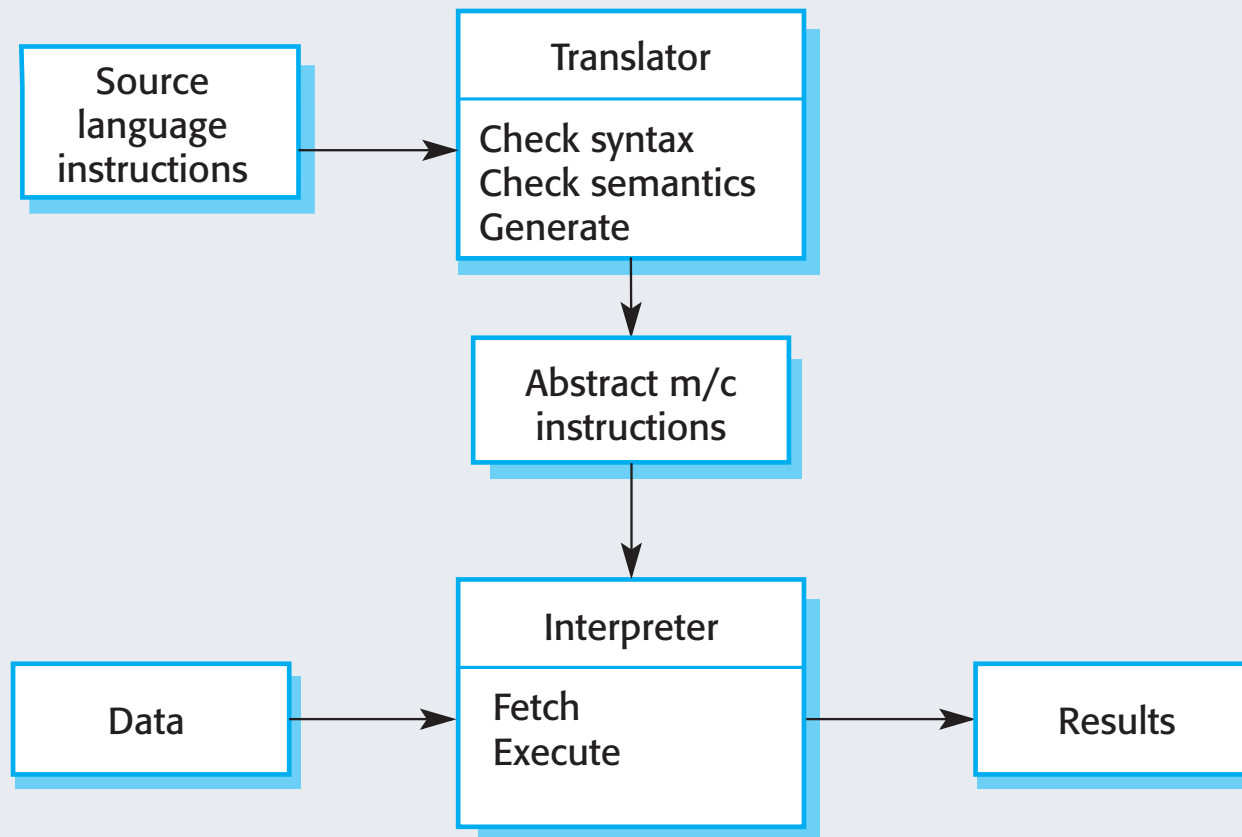 Source
language
instructions
Translator
Check syntax
Check semantics
Generate
Abstract m/c
instructions
Interpreter
Fetch
Execute
Data
Results